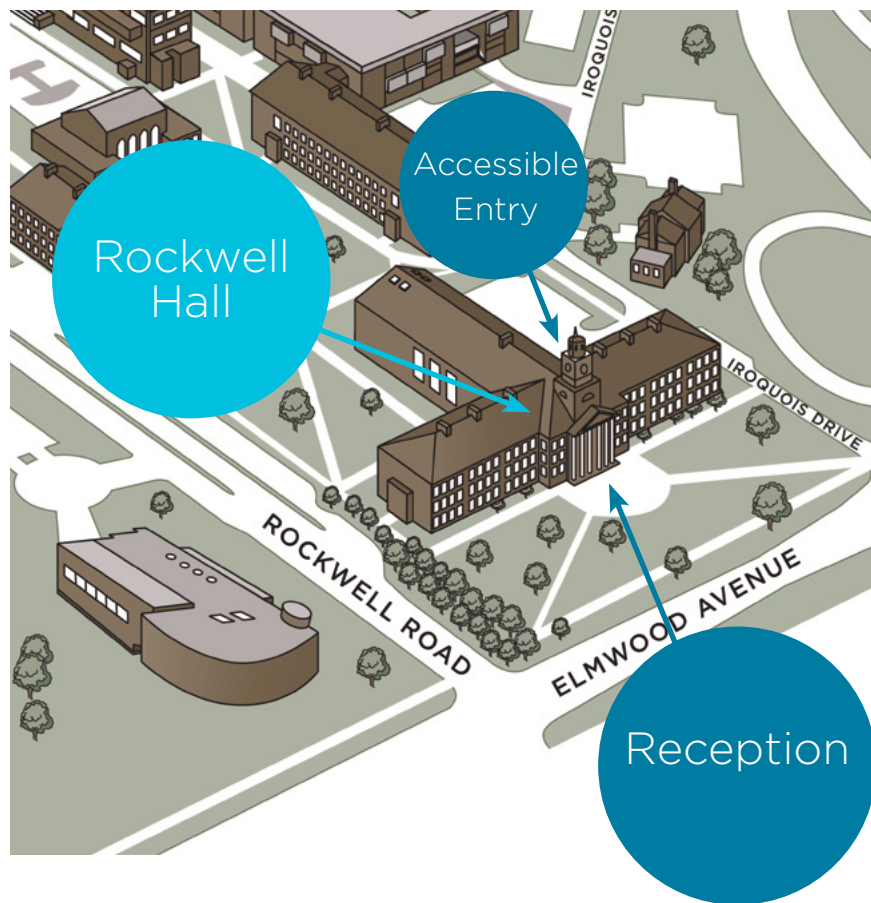 IROQUOIS
Accessible
Entry
Rockwell
Hall
IROQUOIS DRIVE
ROCKWELL ROAD
ELMWOOD AVENUE
Reception
H